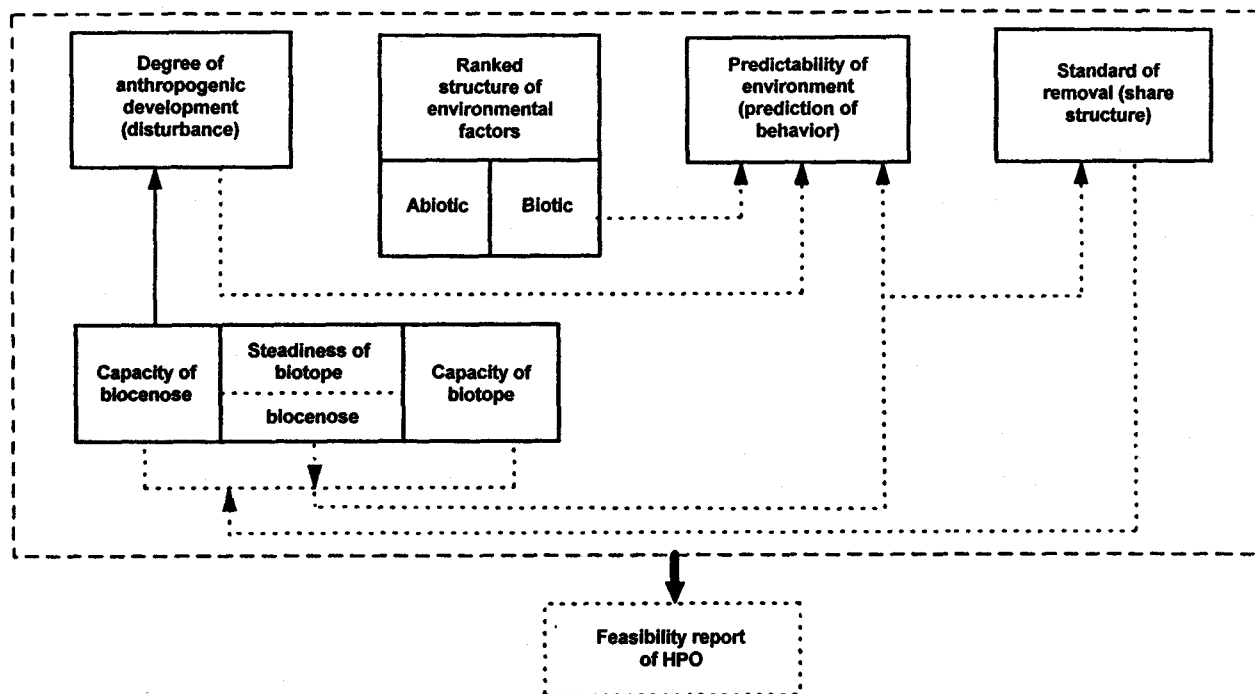 Degree of
anthropogenic
development
(disturbance)
Ranked
structure of
environmental
factors
Abiotic
Biotic
Predictability of
environment
(prediction of
behavior)
Standard of
removal (share
structure)
Capacity of
biocenose
Steadiness of
biotope
biocenose
Capacity of
biotope
Feasibility report
of HPO